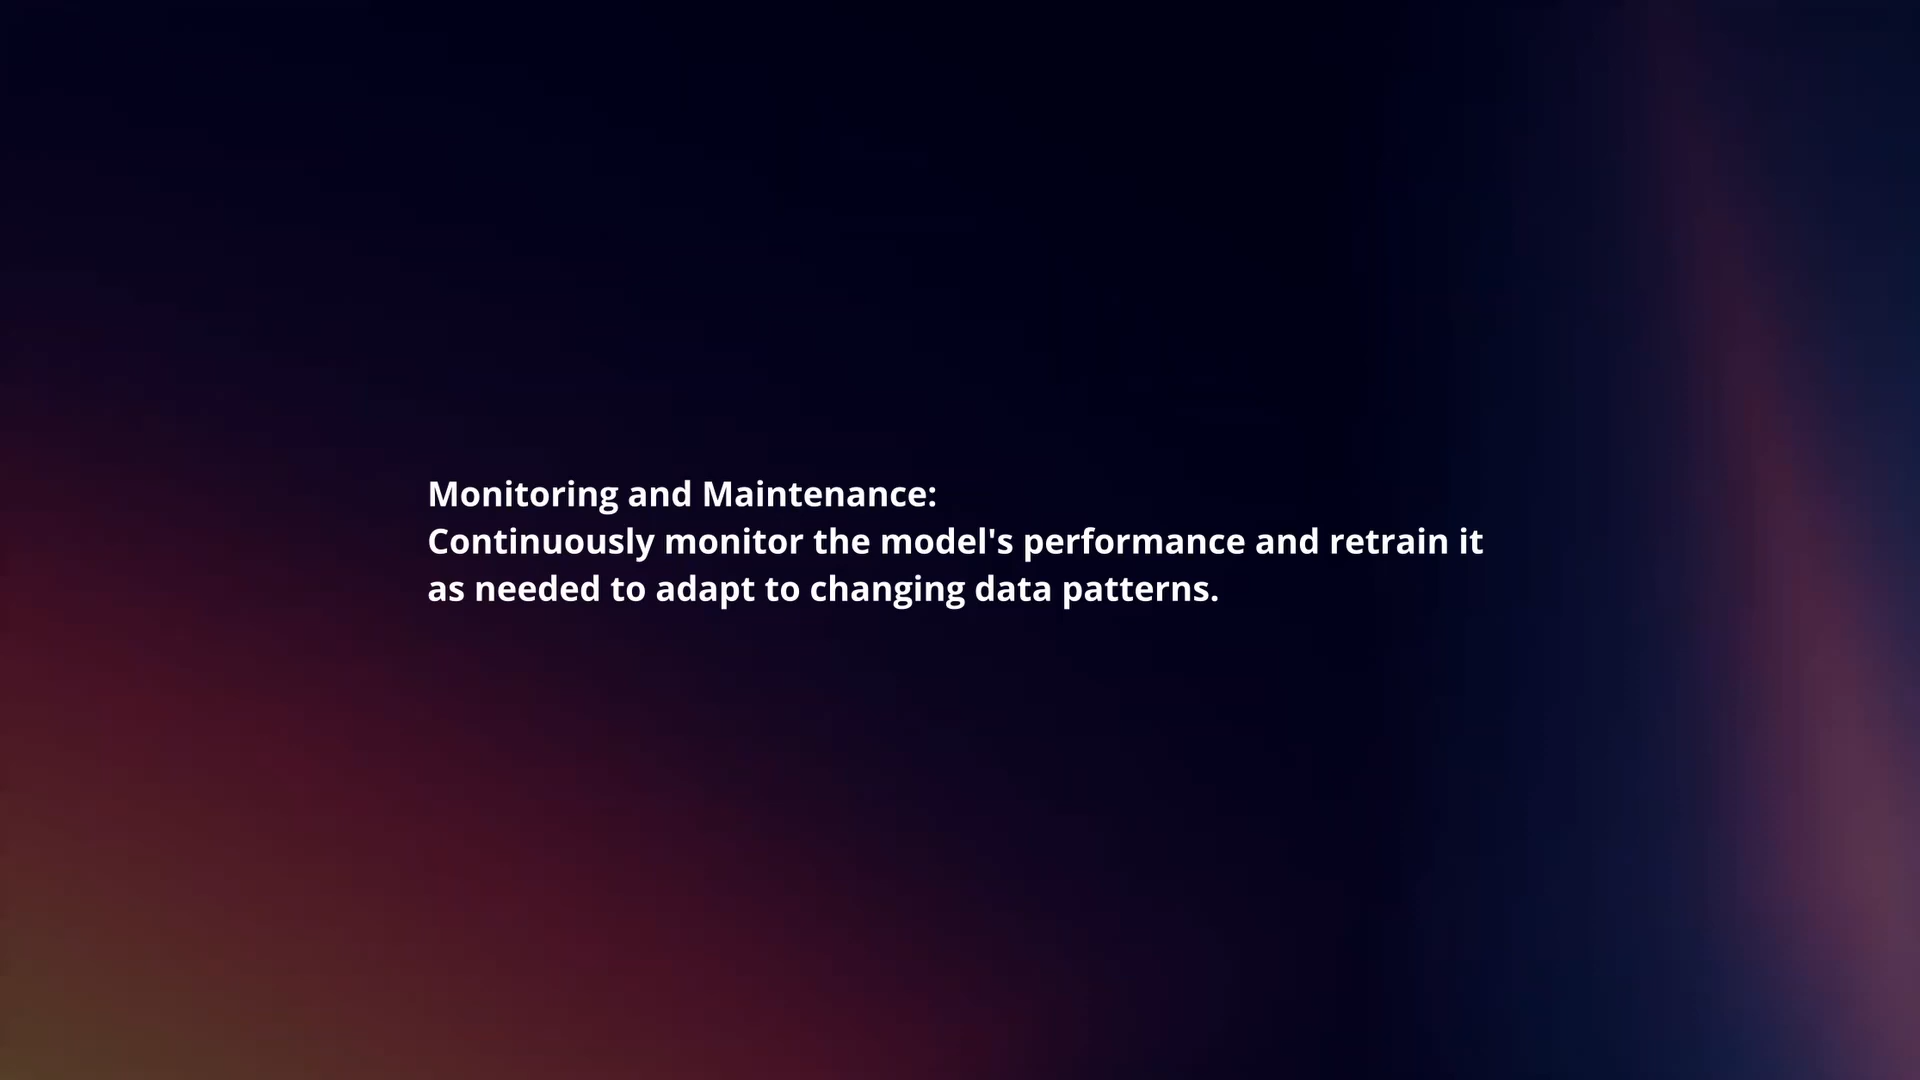 Monitoring and Maintenance:
Continuously monitor the model's performance and retrain it
as needed to adapt to changing data patterns.